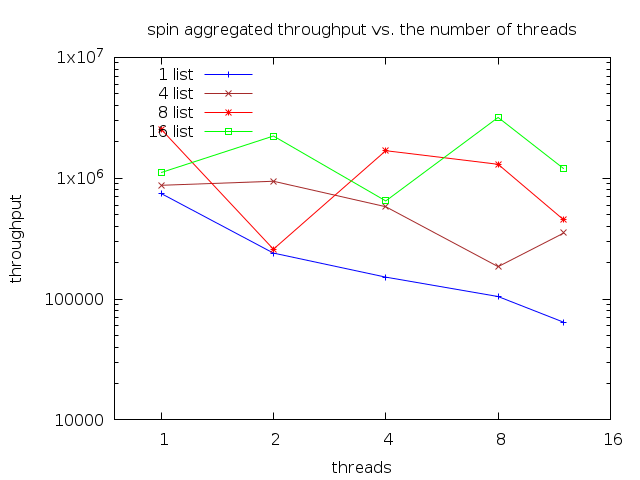 spin aggregated throughput vs. the number of threads
1x10^7
1 list
4 list
8 list
16 list
1x10^6
throughput
100000
10000
1 2 4 8 16
threads